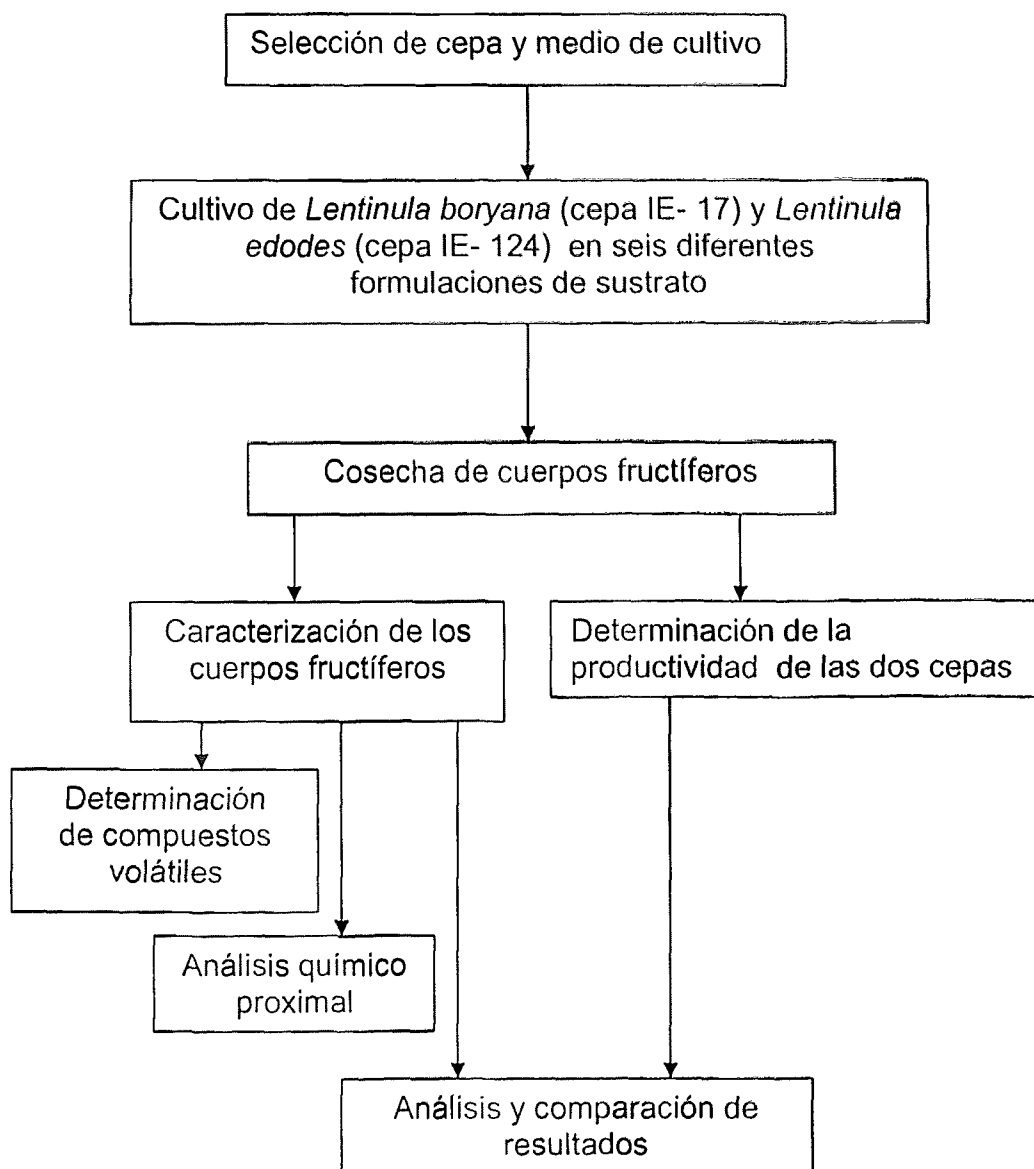 Selección de cepa y medio de cultivo
Cultivo de Lentinula boryana (cepa IE- 17) y Lentinula
edodes (cepa IE- 124) en seis diferentes
formulaciones de sustrato
Cosecha de cuerpos fructíferos
Caracterización de los
cuerpos fructíferos
Determinación de la
productividad de las dos cepas
Determinación
de compuestos
volátiles
Análisis químico
proximal
Análisis y comparación de
resultados